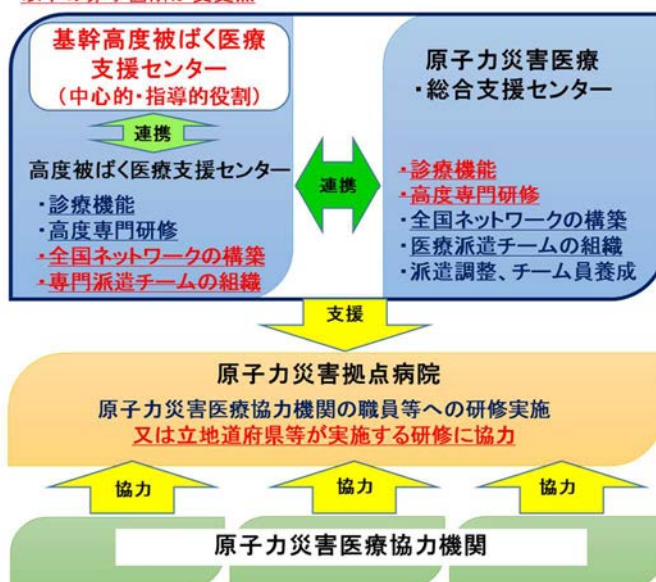 基幹高度被ばく医療
支援センター
（中心的・指導的役割）
連携
高度被ばく医療支援センター
・診療機能
・高度専門研修
・全国ネットワークの構築
・専門派遣チームの組織
連携
原子力災害医療
・総合支援センター
・診療機能
・高度専門研修
・全国ネットワークの構築
・医療派遣チームの組織
・派遣調整、チーム員養成
支援
原子力災害拠点病院
原子力災害医療協力機関の職員等への研修実施
又は立地道府県等が実施する研修に協力
協力
協力
協力
原子力災害医療協力機関